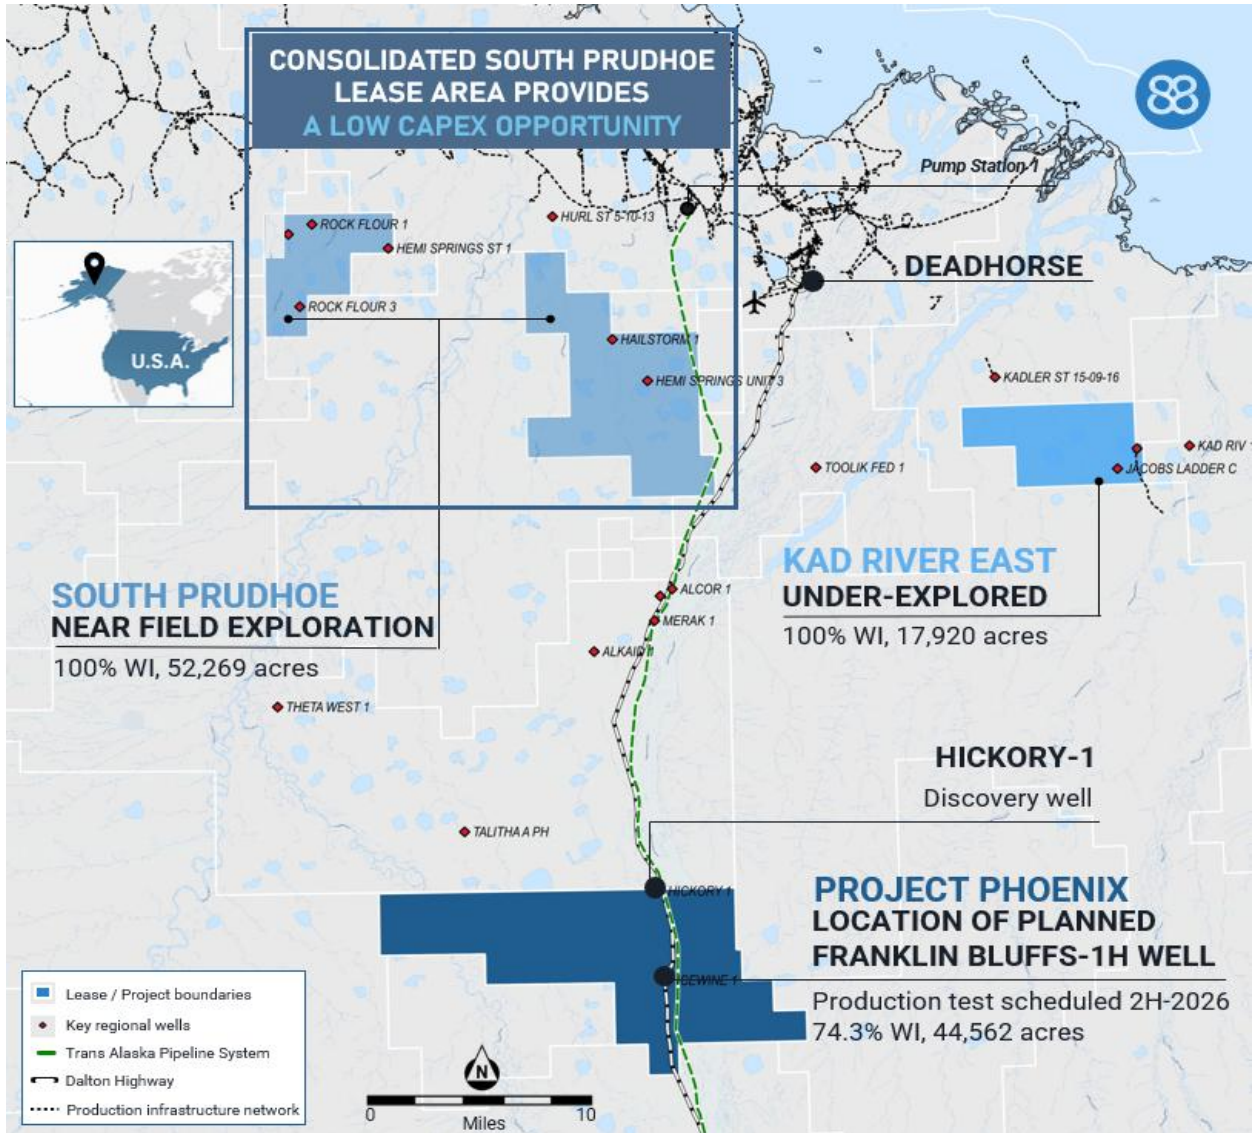 CONSOLIDATED SOUTH PRUDHOE
LEASE AREA PROVIDES
A LOW CAPEX OPPORTUNITY
88
Pump Station 1
ROCK FLOUR 1
HURL ST 5-10-13
HEMI SPRINGS ST 1
DEADHORSE
ROCK FLOUR 3
U.S.A.
HAILSTORM 1
HEMI SPRINGS UNIT 3
KADLER ST 15-09-16
KAD RIV 1
TOOLIK FED 1
JACOBS LADDER C
KAD RIVER EAST
UNDER-EXPLORED
100% WI, 17,920 acres
SOUTH PRUDHOE
NEAR FIELD EXPLORATION
100% WI, 52,269 acres
ALCOR 1
MERAK 1
ALKAID 1
THETA WEST 1
HICKORY-1
Discovery well
TALITHA A PH
HICKORY 1
PROJECT PHOENIX
LOCATION OF PLANNED
FRANKLIN BLUFFS-1H WELL
ICEWINE 1
Production test scheduled 2H-2026
74.3% WI, 44,562 acres
Lease / Project boundaries
Key regional wells
Trans Alaska Pipeline System
Dalton Highway
Production infrastructure network
N
0 10
Miles